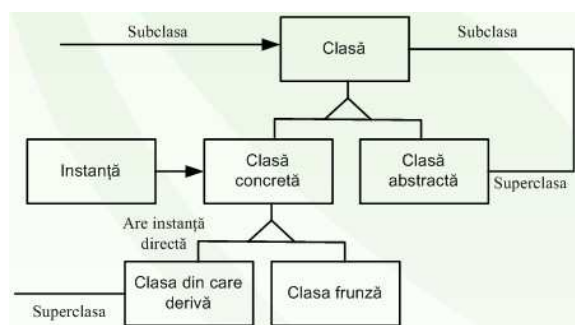 Subclasa
Clasă
Subclasa
Instanță
Clasă
concretă
Clasă
abstractă
Superclasa
Are instanță
directă
Clasa din care
derivă
Clasa frunză
Superclasa